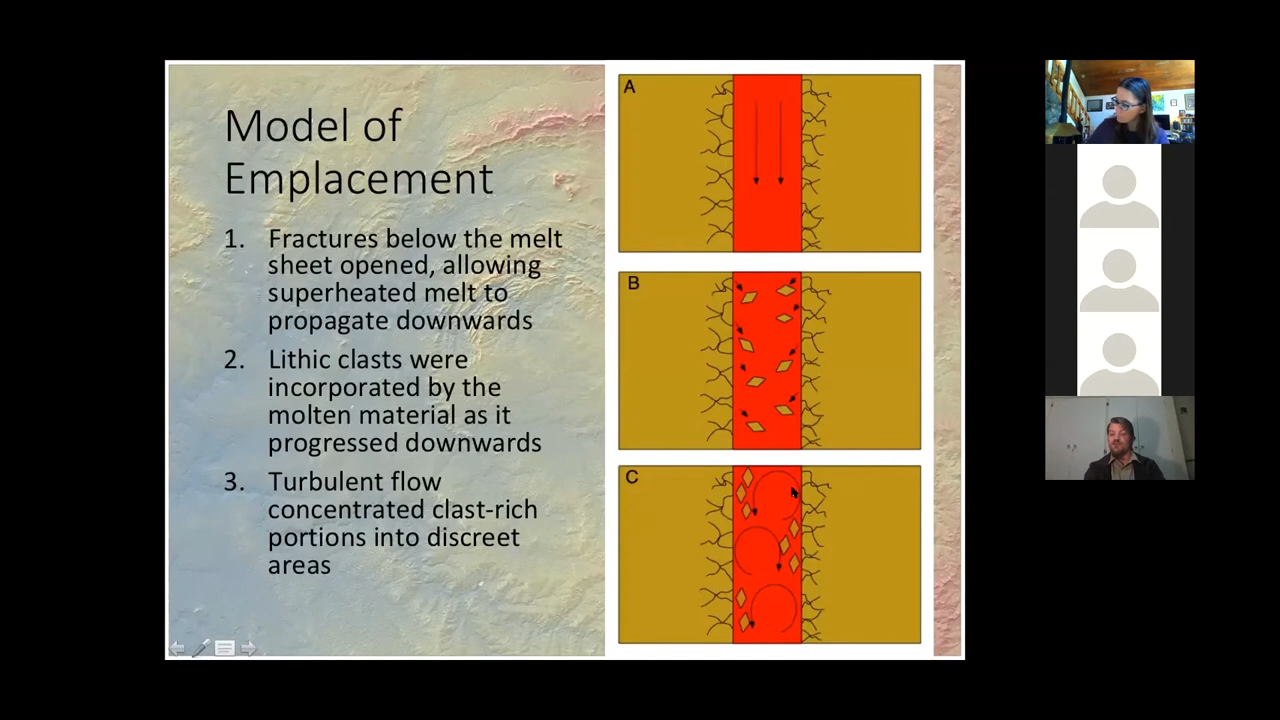 Model of
Emplacement
1. Fractures below the melt
sheet opened, allowing
superheated melt to
propagate downwards
2. Lithic clasts were
incorporated by the
molten material as it
progressed downwards
3. Turbulent flow
concentrated clast-rich
portions into discreet
areas
A
B
C